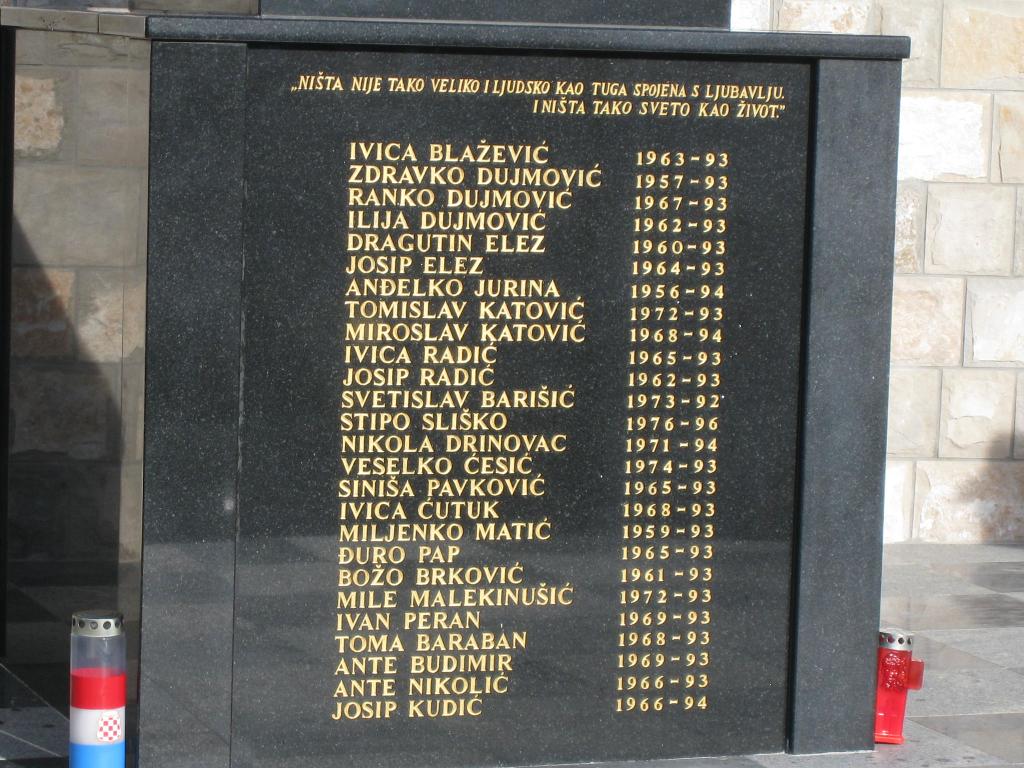 „NIŠTA NIJE TAKO VELIKO I LJUDSKO KAO TUGA SPOJENA S LJUBAVLJU.
I NIŠTA TAKO SVETO KAO ŽIVOT.”
IVICA BLAŽEVIĆ 1963-93
ZDRAVKO DUJMOVIĆ 1957-93
RANKO DUJMOVIĆ 1967-93
ILIJA DUJMOVIĆ 1962-93
DRAGUTIN ELEZ 1960-93
JOSIP ELEZ 1964-93
ANĐELKO JURINA 1956-94
TOMISLAV KATOVIĆ 1972-93
MIROSLAV KATOVIĆ 1968-94
IVICA RADIĆ 1965-93
JOSIP RADIĆ 1962-93
SVETISLAV BARIŠIĆ 1973-92
STIPO SLIŠKO 1976-96
NIKOLA DRINOVAC 1971-94
VESELKO ĆESIĆ 1974-93
SINIŠA PAVKOVIĆ 1965-93
IVICA ĆUTUK 1968-93
MILJENKO MATIĆ 1959-93
ĐURO PAP 1965-93
BOŽO BRKOVIĆ 1961-93
MILE MALEKINUŠIĆ 1972-93
IVAN PERAN 1969-93
TOMA BARABAN 1968-93
ANTE BUDIMIR 1969-93
ANTE NIKOLIĆ 1966-93
JOSIP KUDIĆ 1966-94